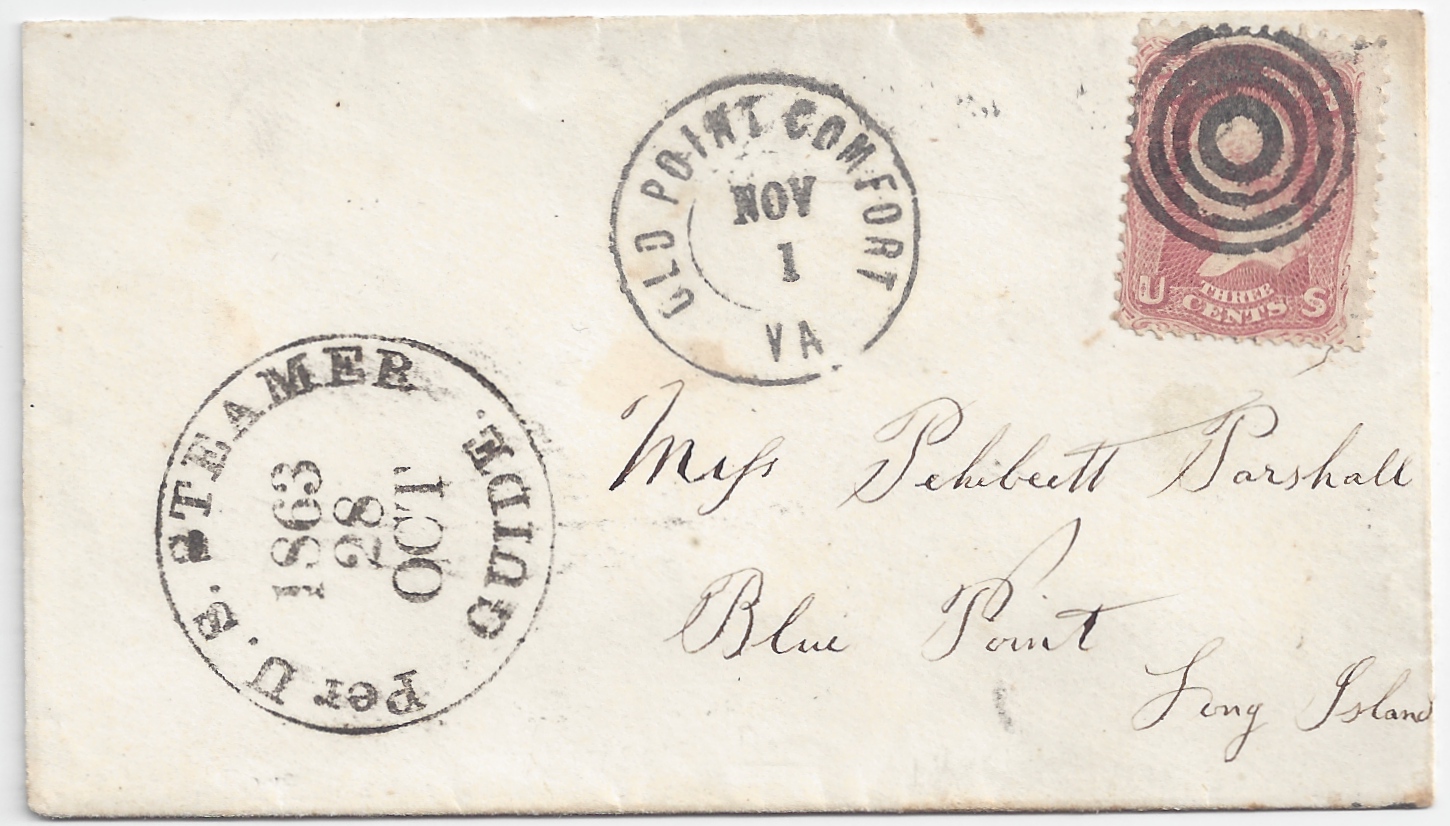 OLD POINT COMFORT
NOV
1
VA
U THREE S
CENTS
Per U.S. STEAMER GUIDE.
OCT
28
1863
Miss Parshall
Blue Point
Long Island